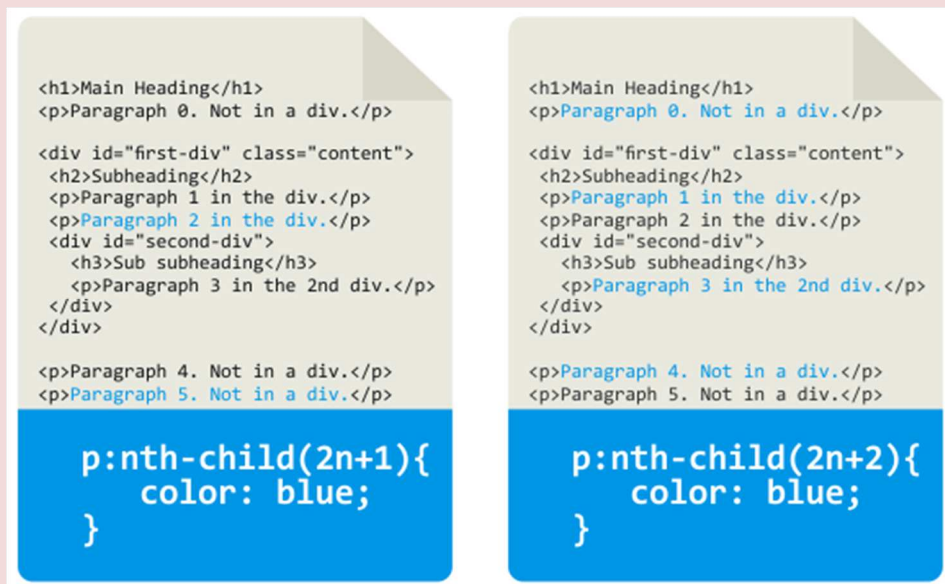 <h1>Main Heading</h1>
<p>Paragraph 0. Not in a div.</p>
<div id="first-div" class="content">
<h2>Subheading</h2>
<p>Paragraph 1 in the div.</p>
<p>Paragraph 2 in the div.</p>
<div id="second-div">
<h3>Sub subheading</h3>
<p>Paragraph 3 in the 2nd div.</p>
</div>
</div>
<p>Paragraph 4. Not in a div.</p>
<p>Paragraph 5. Not in a div.</p>
p:nth-child(2n+1){
color: blue;
}
<h1>Main Heading</h1>
<p>Paragraph 0. Not in a div.</p>
<div id="first-div" class="content">
<h2>Subheading</h2>
<p>Paragraph 1 in the div.</p>
<p>Paragraph 2 in the div.</p>
<div id="second-div">
<h3>Sub subheading</h3>
<p>Paragraph 3 in the 2nd div.</p>
</div>
</div>
<p>Paragraph 4. Not in a div.</p>
<p>Paragraph 5. Not in a div.</p>
p:nth-child(2n+2){
color: blue;
}